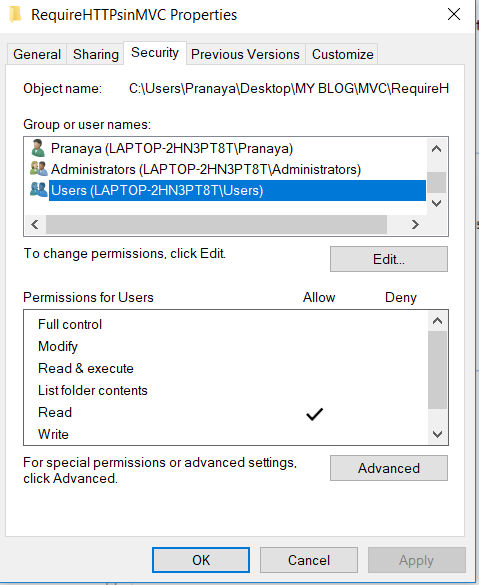 RequireHTTPsinMVC Properties
General Sharing Security Previous Versions Customize
Object name: C:\Users\Pranaya\Desktop\MY BLOG\MVC\RequireH
Group or user names:
Pranaya (LAPTOP-2HN3PT8T\Pranaya)
Administrators (LAPTOP-2HN3PT8T\Administrators)
Users (LAPTOP-2HN3PT8T\Users)
To change permissions, click Edit.
Edit...
Permissions for Users Allow Deny
Full control
Modify
Read & execute
List folder contents
Read
Write
For special permissions or advanced settings,
click Advanced.
Advanced
OK Cancel Apply